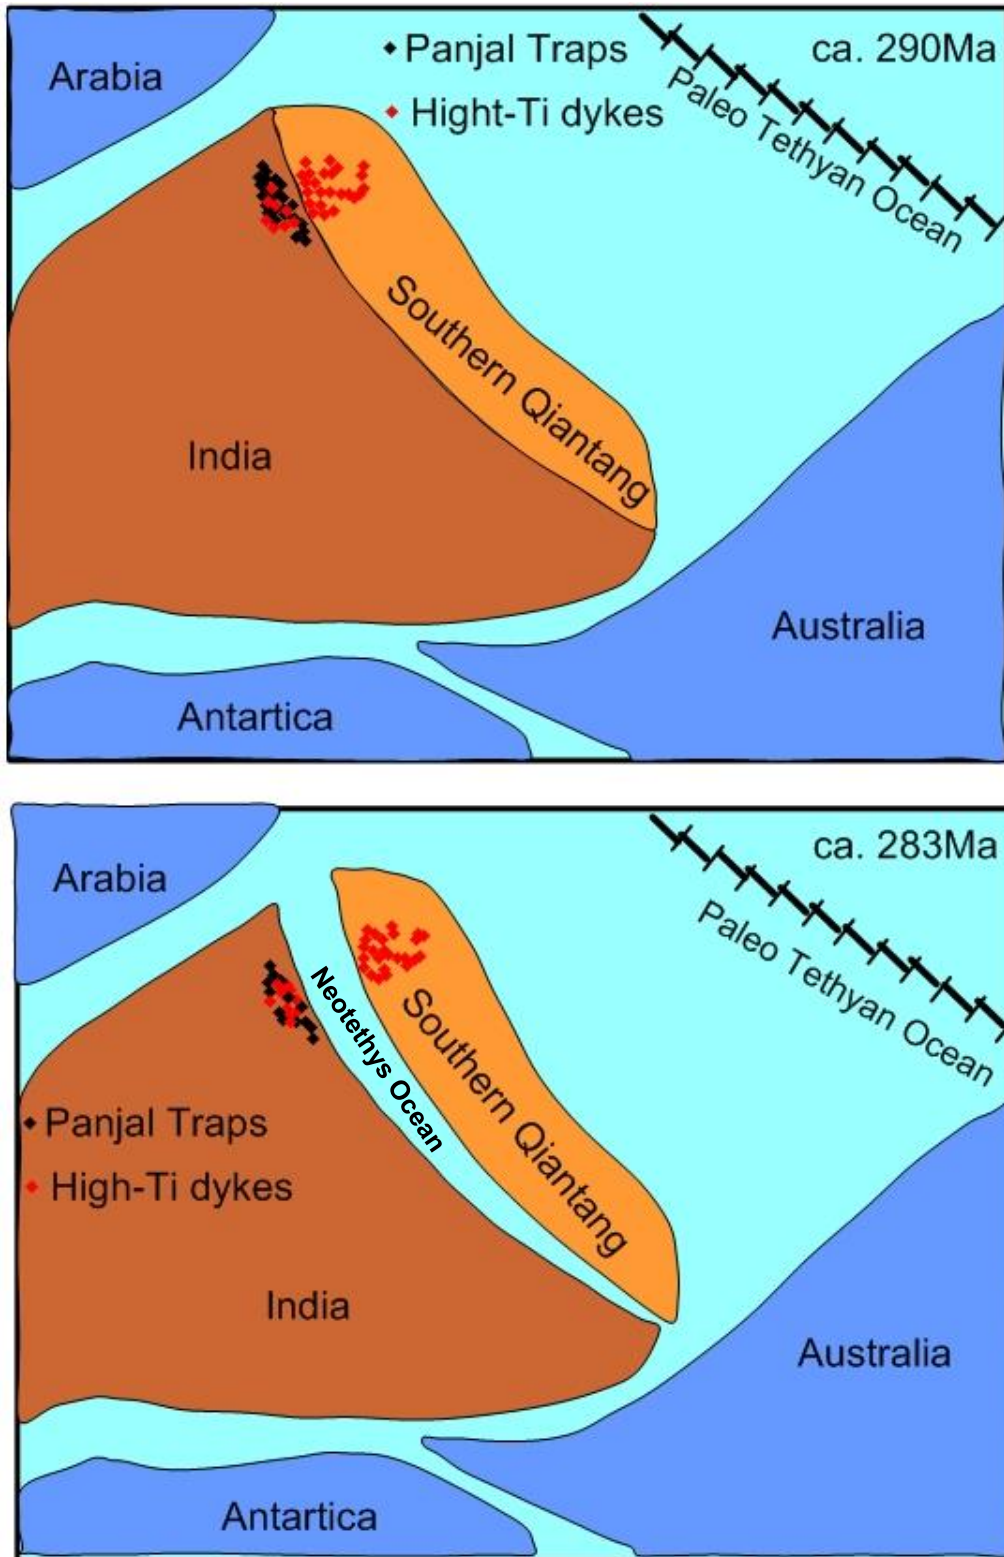 Arabia
Panjal Traps
ca. 290Ma
Hight-Ti dykes
Paleo Tethyan Ocean
Southern Qiantang
India
Australia
Antartica
Arabia
ca. 283Ma
Paleo Tethyan Ocean
Neotethys Ocean
Southern Qiantang
Panjal Traps
High-Ti dykes
India
Australia
Antartica